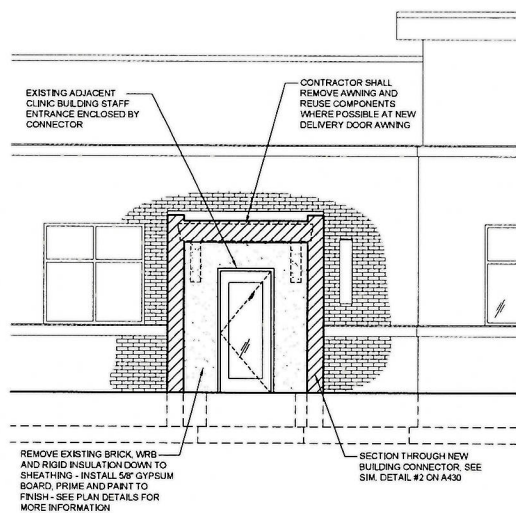 EXISTING ADJACENT
CLINIC BUILDING STAFF
ENTRANCE ENCLOSED BY
CONNECTOR
CONTRACTOR SHALL
REMOVE AWNING AND
REUSE COMPONENTS
WHERE POSSIBLE AT NEW
DELIVERY DOOR AWNING
REMOVE EXISTING BRICK, WRB
AND RIGID INSULATION DOWN TO
SHEATHING - INSTALL 5/8" GYPSUM
BOARD, PRIME AND PAINT TO
FINISH - SEE PLAN DETAILS FOR
MORE INFORMATION
SECTION THROUGH NEW
BUILDING CONNECTOR, SEE
SIM. DETAIL #2 ON A430